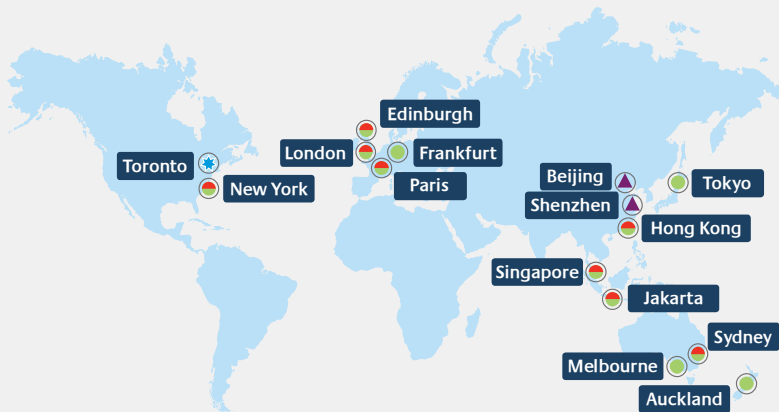 Edinburgh
London
Frankfurt
Toronto
Paris
New York
Beijing
Tokyo
Shenzhen
Hong Kong
Singapore
Jakarta
Sydney
Melbourne
Auckland